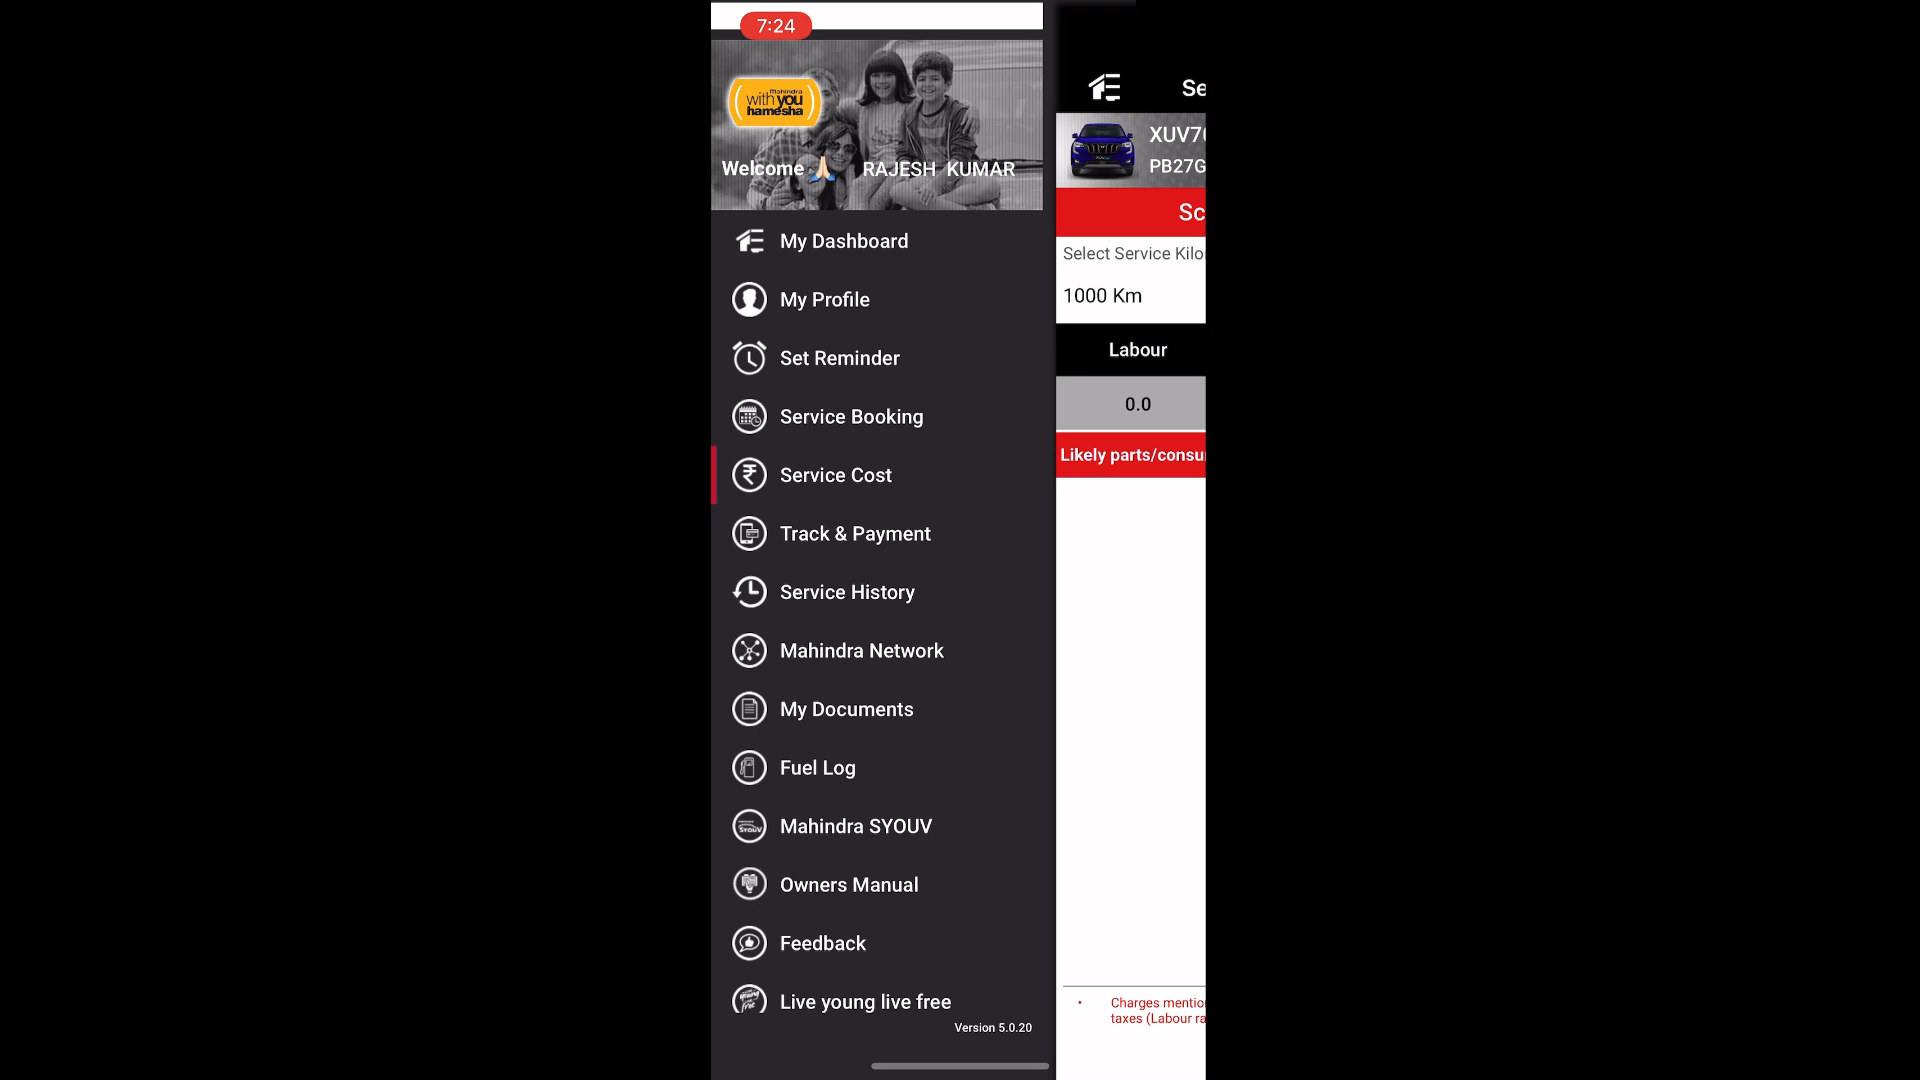 7:24
Mahindra
with you
hamesha
Welcome 🙏🏻 RAJESH KUMAR
My Dashboard
My Profile
Set Reminder
Service Booking
Service Cost
Track & Payment
Service History
Mahindra Network
My Documents
Fuel Log
Mahindra SYOUV
Owners Manual
Feedback
Live young live free
Version 5.0.20
Se
XUV70
PB27G
Sc
Select Service Kilo
1000 Km
Labour
0.0
Likely parts/consu
• Charges mentio
taxes (Labour ra